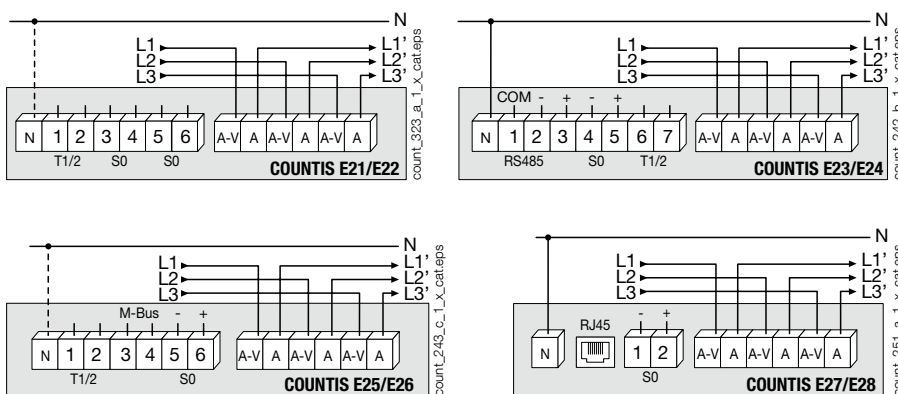 N
L1 L1'
L2 L2'
L3 L3'
N 1 2 3 4 5 6 A-V A A-V A A-V A
T1/2 S0 S0
COUNTIS E21/E22
count_323_a_1_x_cat.eps
N
L1 L1'
L2 L2'
L3 L3'
COM - + - +
N 1 2 3 4 5 6 7 A-V A A-V A A-V A
RS485 S0 T1/2
COUNTIS E23/E24
count_242_b_1_x_cat.eps
N
L1 L1'
L2 L2'
L3 L3'
M-Bus - +
N 1 2 3 4 5 6 A-V A A-V A A-V A
T1/2 S0
COUNTIS E25/E26
count_243_c_1_x_cat.eps
N
L1 L1'
L2 L2'
L3 L3'
RJ45 - +
N 1 2 A-V A A-V A A-V A
S0
COUNTIS E27/E28
count_251_a_1_x_cat.eps